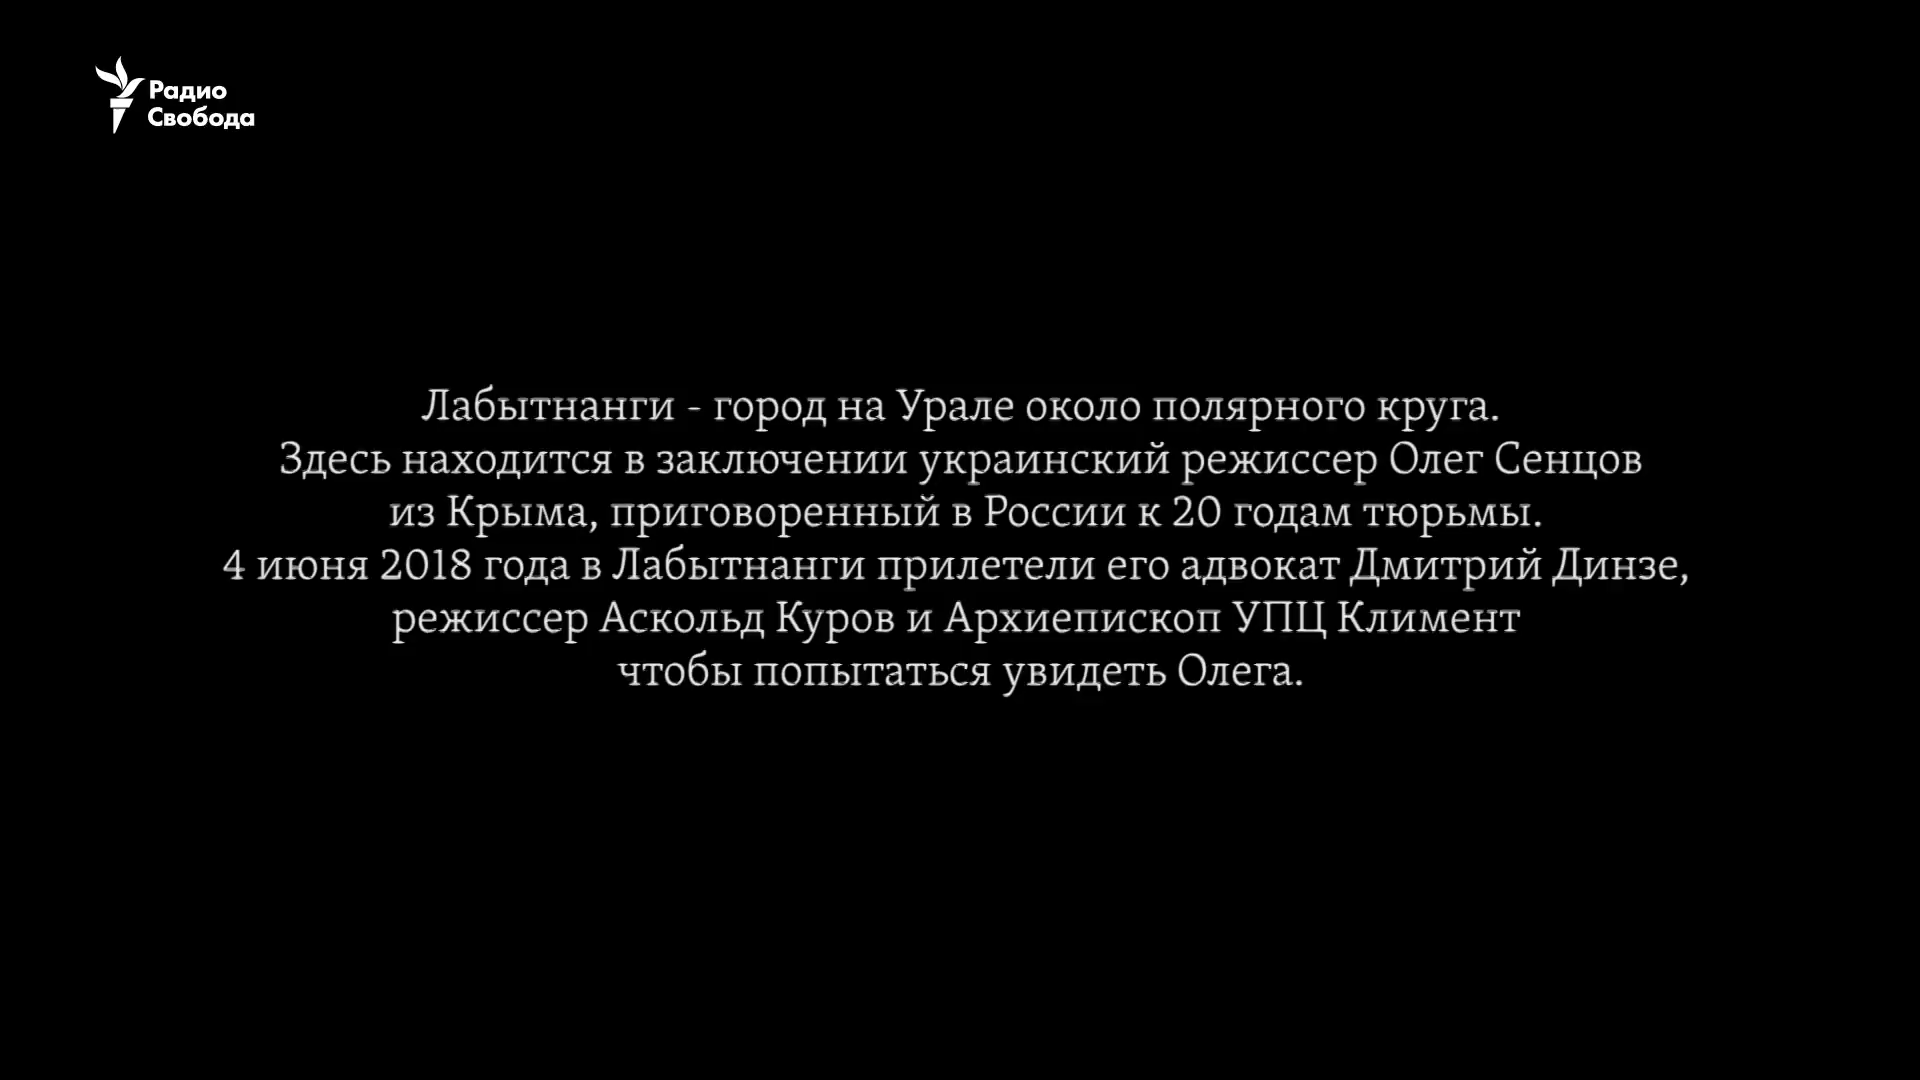 Радио
Свобода
Лабытнанги - город на Урале около полярного круга.
Здесь находится в заключении украинский режиссер Олег Сенцов
из Крыма, приговоренный в России к 20 годам тюрьмы.
4 июня 2018 года в Лабытнанги прилетели его адвокат Дмитрий Динзе,
режиссер Аскольд Куров и Архиепископ УПЦ Климент
чтобы попытаться увидеть Олега.